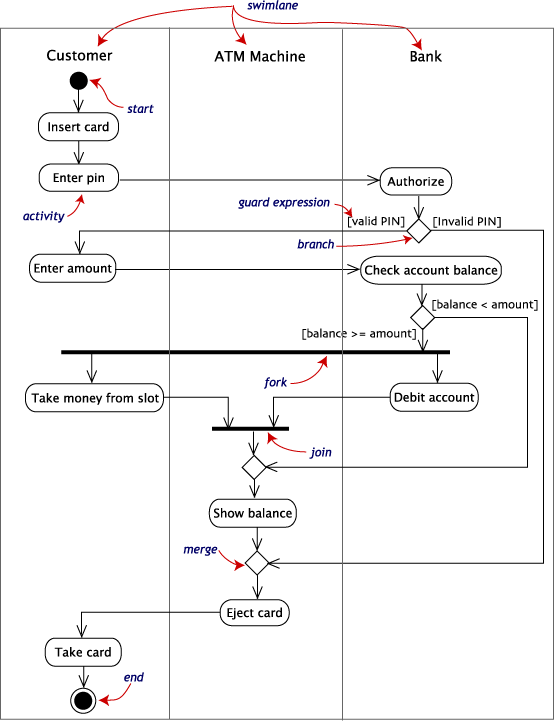 swimlane
Customer
ATM Machine
Bank
start
Insert card
Enter pin
Authorize
activity
guard expression
[valid PIN]
[Invalid PIN]
branch
Enter amount
Check account balance
[balance < amount]
[balance >= amount]
fork
Take money from slot
Debit account
join
Show balance
merge
Eject card
Take card
end